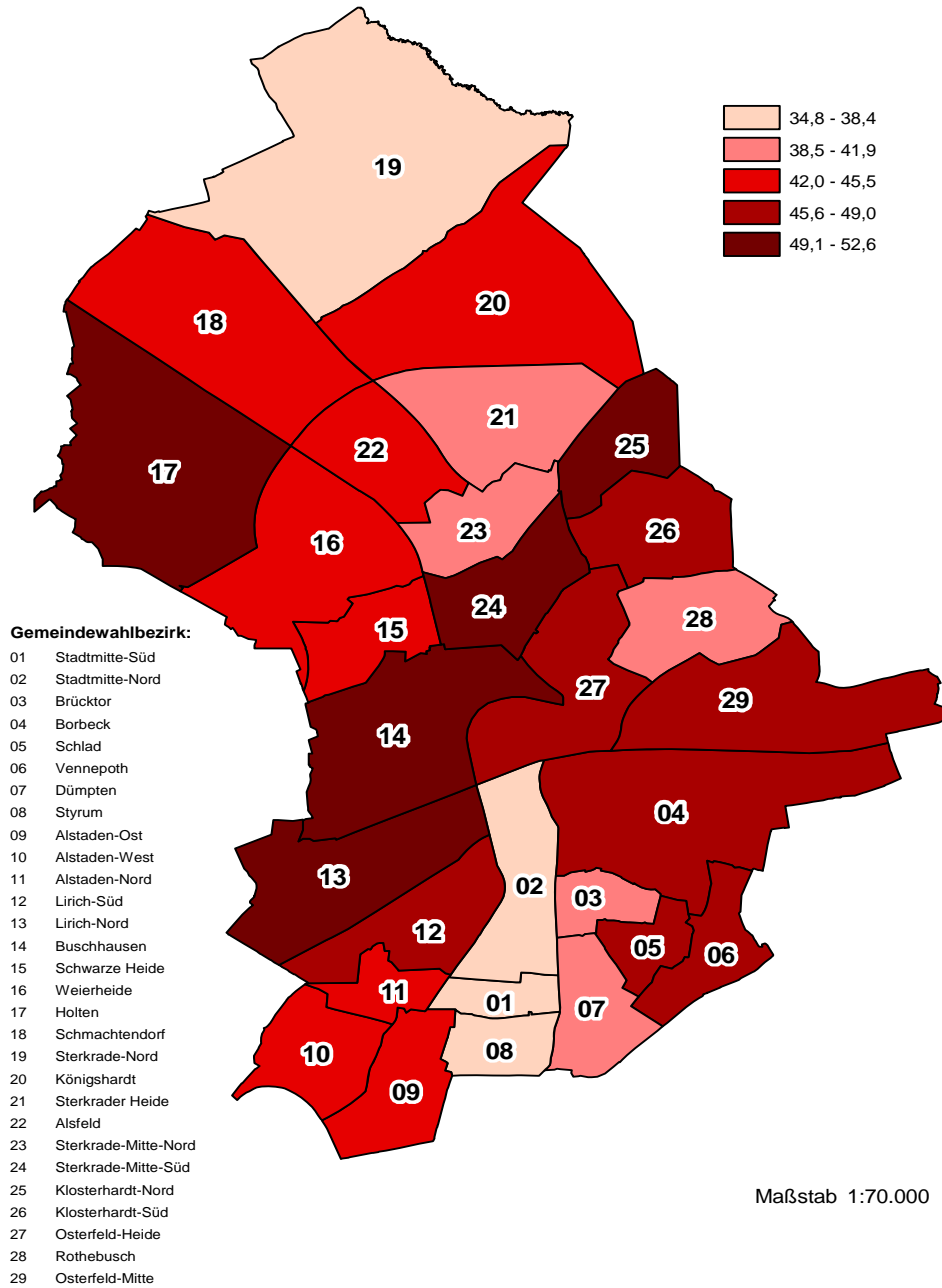 34,8 - 38,4
38,5 - 41,9
42,0 - 45,5
45,6 - 49,0
49,1 - 52,6
19
20
18
21
22
25
17
23
26
16
24
28
15
27
29
14
04
13
02
03
12
05
06
11
01
07
10
08
09
Gemeindewahlbezirk:
01 Stadtmitte-Süd
02 Stadtmitte-Nord
03 Brücktor
04 Borbeck
05 Schlad
06 Vennepoth
07 Dümpten
08 Styrum
09 Alstaden-Ost
10 Alstaden-West
11 Alstaden-Nord
12 Lirich-Süd
13 Lirich-Nord
14 Buschhausen
15 Schwarze Heide
16 Weierheide
17 Holten
18 Schmachtendorf
19 Sterkrade-Nord
20 Königshardt
21 Sterkrader Heide
22 Alsfeld
23 Sterkrade-Mitte-Nord
24 Sterkrade-Mitte-Süd
25 Klosterhardt-Nord
26 Klosterhardt-Süd
27 Osterfeld-Heide
28 Rothebusch
29 Osterfeld-Mitte
Maßstab 1:70.000